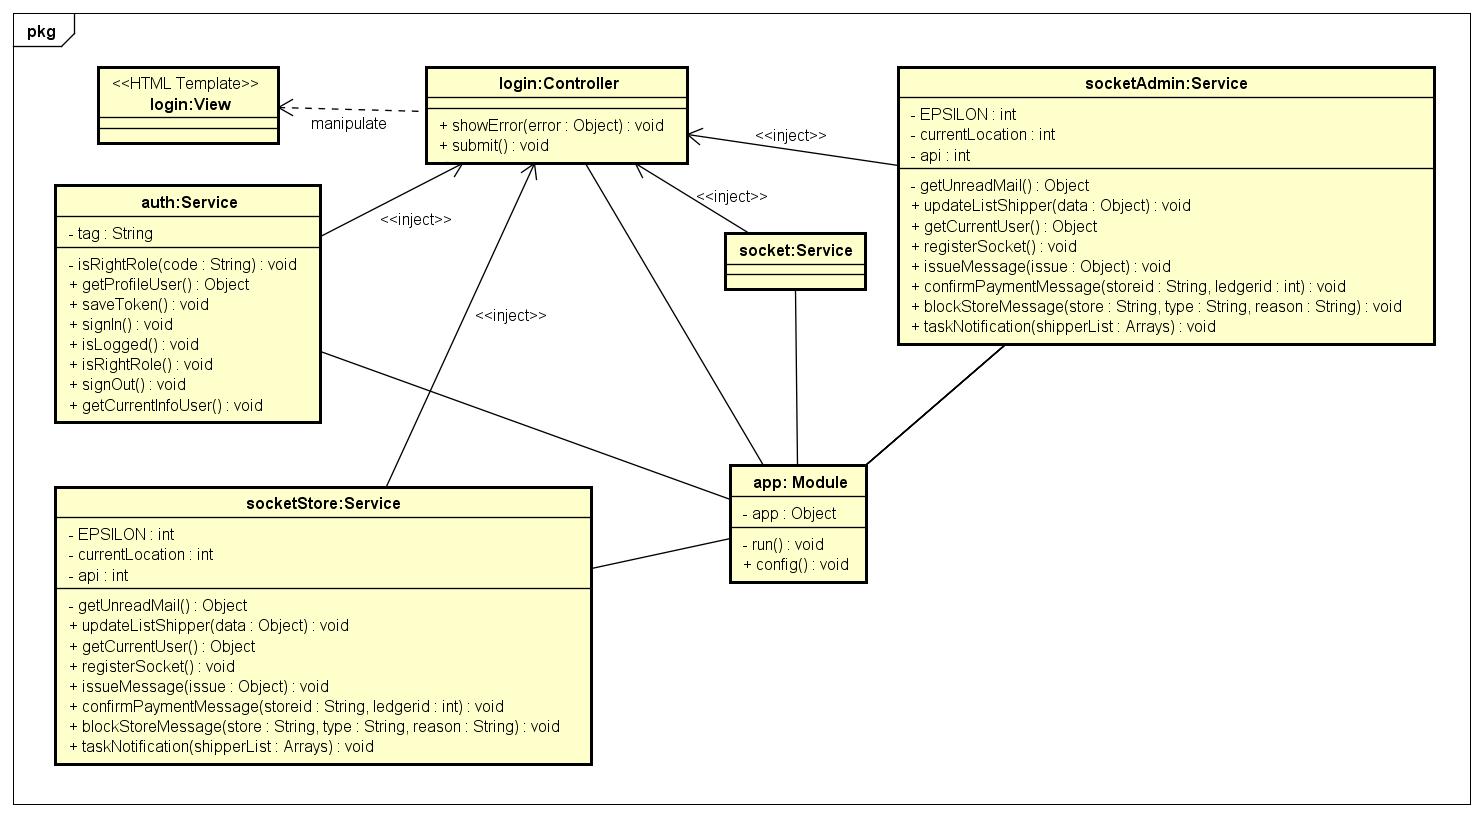 pkg
<<HTML Template>>
login:View
manipulate
login:Controller
+ showError(error : Object) : void
+ submit() : void
<<inject>>
socketAdmin:Service
- EPSILON : int
- currentLocation : int
- api : int
- getUnreadMail() : Object
+ updateListShipper(data : Object) : void
+ getCurrentUser() : Object
+ registerSocket() : void
+ issueMessage(issue : Object) : void
+ confirmPaymentMessage(storeid : String, ledgerid : int) : void
+ blockStoreMessage(store : String, type : String, reason : String) : void
+ taskNotification(shipperList : Arrays) : void
auth:Service
- tag : String
- isRightRole(code : String) : void
+ getProfileUser() : Object
+ saveToken() : void
+ signIn() : void
+ isLogged() : void
+ isRightRole() : void
+ signOut() : void
+ getCurrentInfoUser() : void
<<inject>>
<<inject>>
socket:Service
<<inject>>
socketStore:Service
- EPSILON : int
- currentLocation : int
- api : int
- getUnreadMail() : Object
+ updateListShipper(data : Object) : void
+ getCurrentUser() : Object
+ registerSocket() : void
+ issueMessage(issue : Object) : void
+ confirmPaymentMessage(storeid : String, ledgerid : int) : void
+ blockStoreMessage(store : String, type : String, reason : String) : void
+ taskNotification(shipperList : Arrays) : void
app: Module
- app : Object
- run() : void
+ config() : void